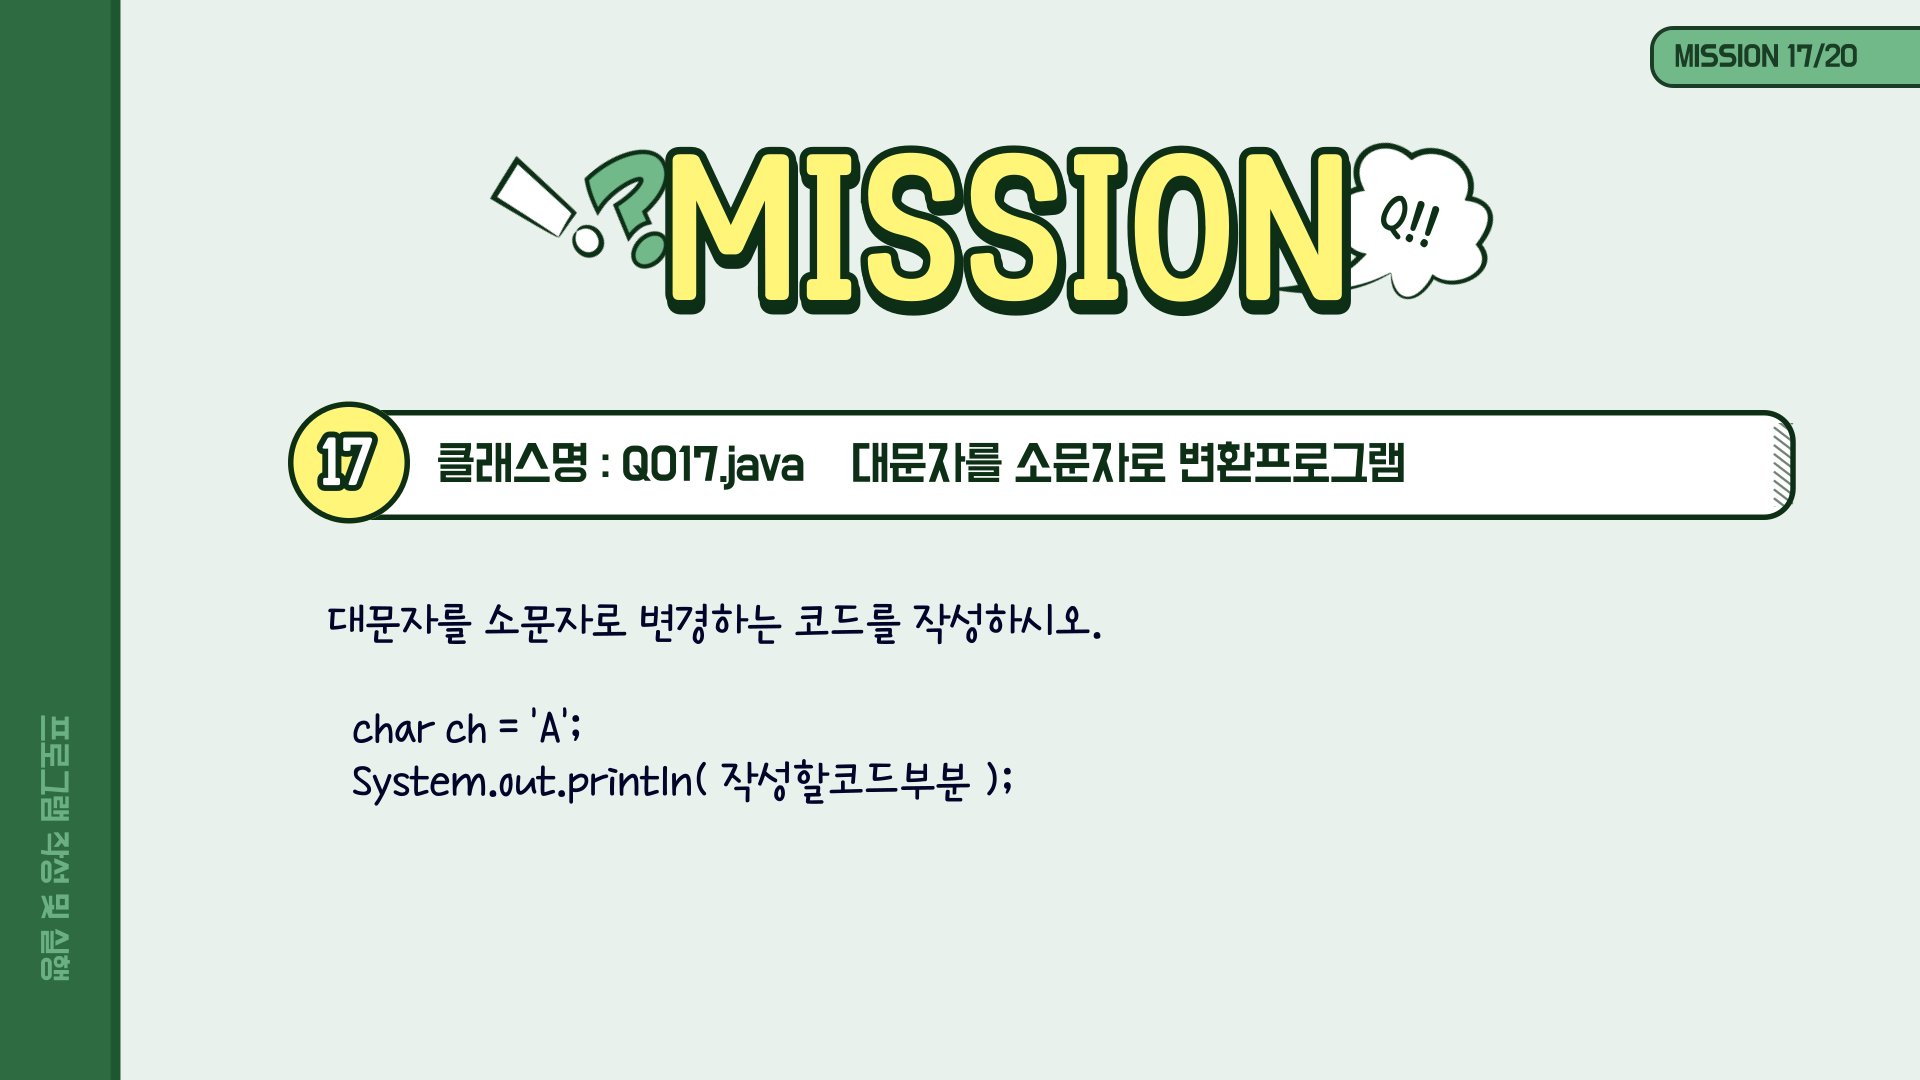 MISSION 17/20
MISSION
Q!!
17
클래스명 : Q017.java 대문자를 소문자로 변환프로그램
대문자를 소문자로 변경하는 코드를 작성하시오.
char ch = 'A';
System.out.println( 작성할코드부분 );
프로그램 작성 및 실행